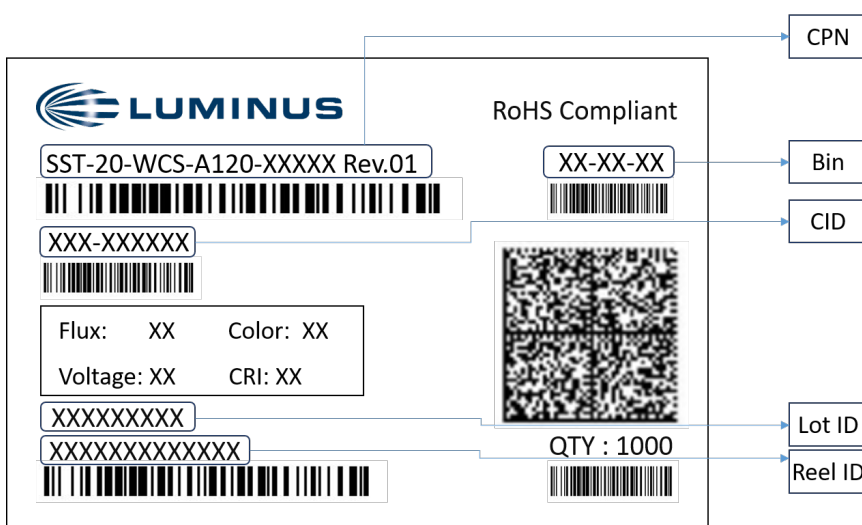 CPN
LUMINUS
RoHS Compliant
SST-20-WCS-A120-XXXXX Rev.01
XX-XX-XX
Bin
XXX-XXXXXX
CID
Flux: XX Color: XX
Voltage: XX CRI: XX
XXXXXXXXX
Lot ID
XXXXXXXXXXXXX
QTY : 1000
Reel ID